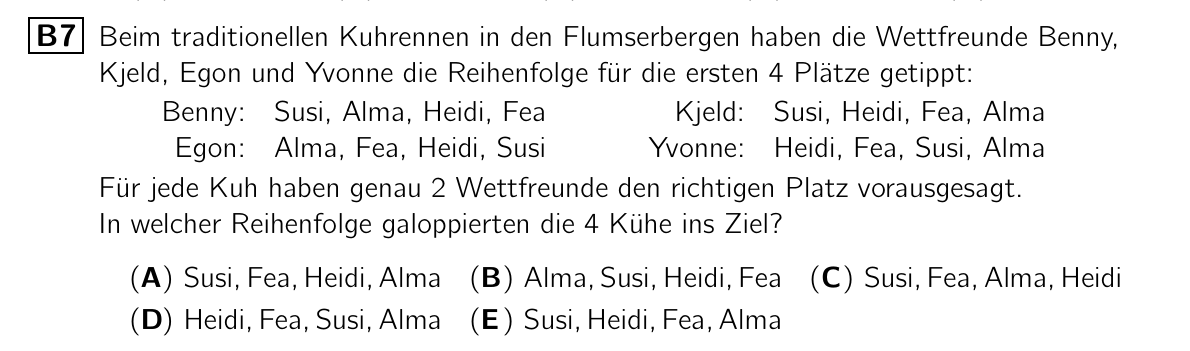 B7 Beim traditionellen Kuhrennen in den Flumserbergen haben die Wettfreunde Benny,
Kjeld, Egon und Yvonne die Reihenfolge für die ersten 4 Plätze getippt:
Benny: Susi, Alma, Heidi, Fea Kjeld: Susi, Heidi, Fea, Alma
Egon: Alma, Fea, Heidi, Susi Yvonne: Heidi, Fea, Susi, Alma
Für jede Kuh haben genau 2 Wettfreunde den richtigen Platz vorausgesagt.
In welcher Reihenfolge galoppierten die 4 Kühe ins Ziel?
(A) Susi, Fea, Heidi, Alma (B) Alma, Susi, Heidi, Fea (C) Susi, Fea, Alma, Heidi
(D) Heidi, Fea, Susi, Alma (E) Susi, Heidi, Fea, Alma